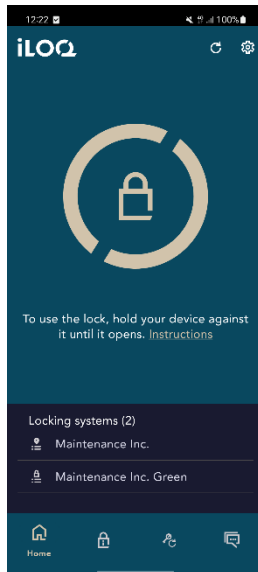 12:22
100%
iLOQ
To use the lock, hold your device against
it until it opens. Instructions
Locking systems (2)
Maintenance Inc.
Maintenance Inc. Green
Home